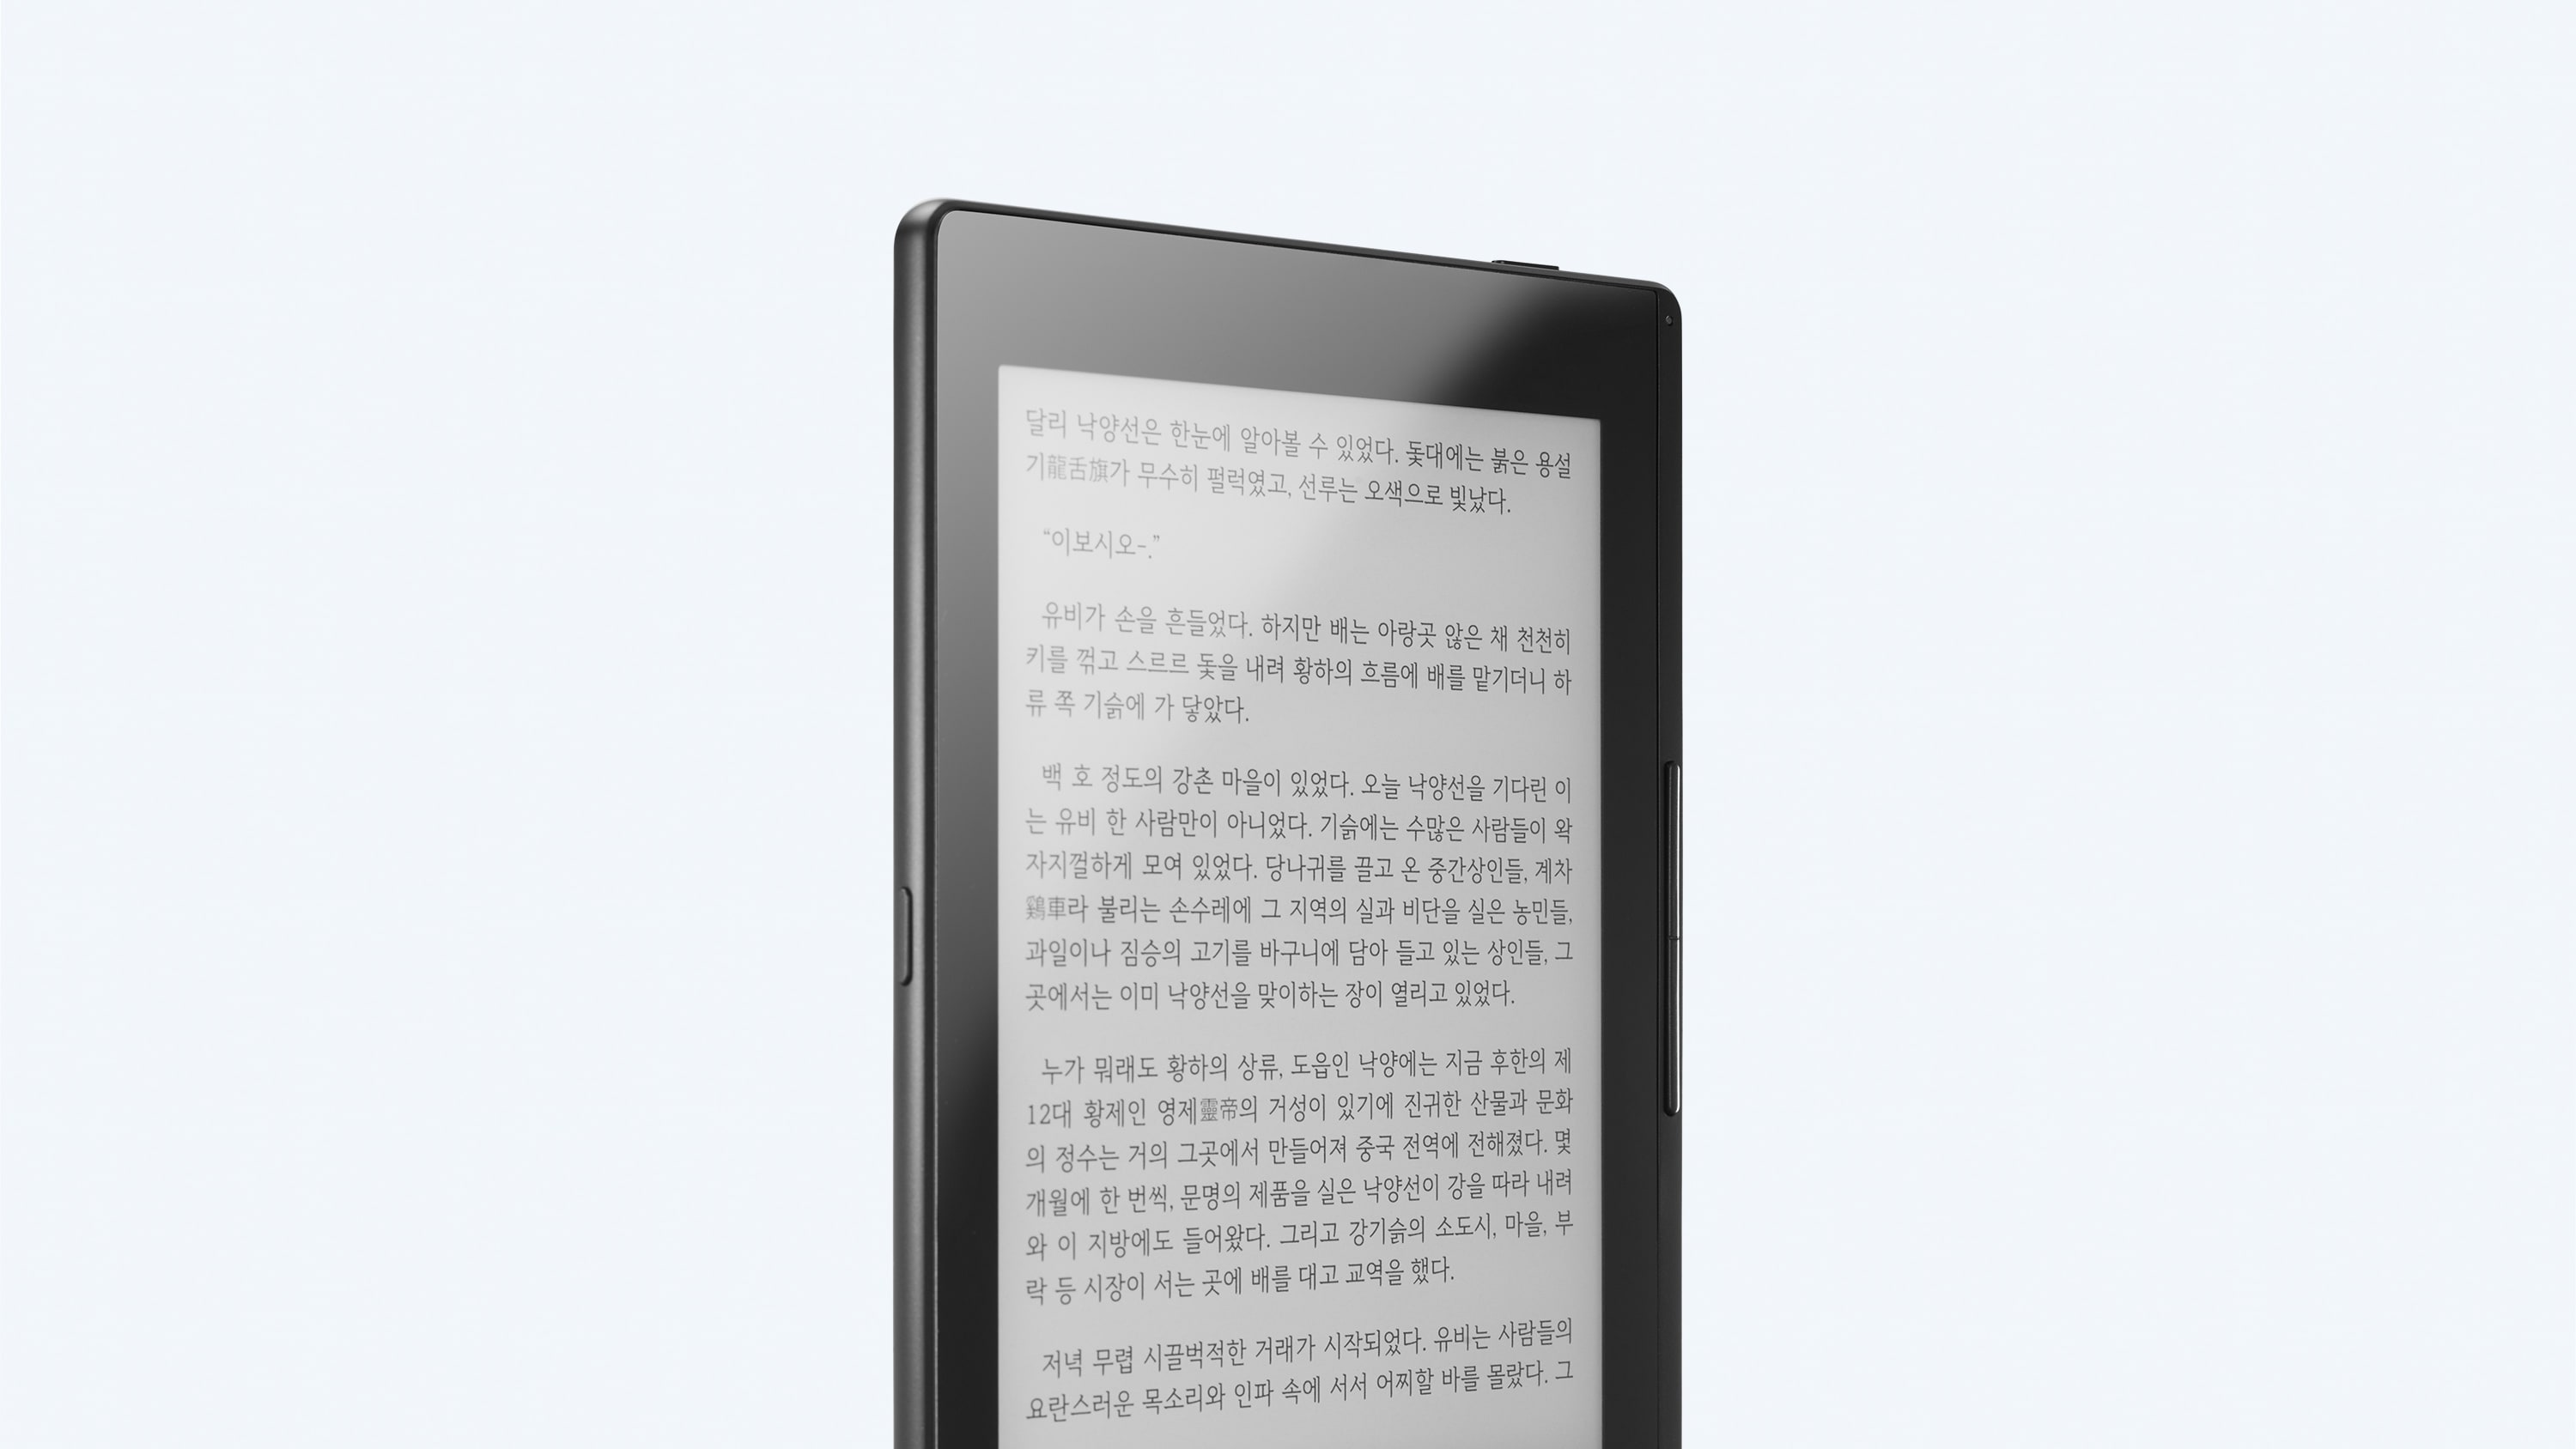 달리 낙양선은 한눈에 알아볼 수 있었다. 돛대에는 붉은 용설
기龍舌旗가 무수히 펄럭였고, 선루는 오색으로 빛났다.
“이보시오-.”
유비가 손을 흔들었다. 하지만 배는 아랑곳 않은 채 천천히
키를 꺾고 스르르 돛을 내려 황하의 흐름에 배를 맡기더니 하
류 쪽 기슭에 가 닿았다.
백 호 정도의 강촌 마을이 있었다. 오늘 낙양선을 기다린 이
는 유비 한 사람만이 아니었다. 기슭에는 수많은 사람들이 왁
자지껄하게 모여 있었다. 당나귀를 끌고 온 중간상인들, 계차
鷄車라 불리는 손수레에 그 지역의 실과 비단을 실은 농민들,
과일이나 짐승의 고기를 바구니에 담아 들고 있는 상인들, 그
곳에서는 이미 낙양선을 맞이하는 장이 열리고 있었다.
누가 뭐래도 황하의 상류, 도읍인 낙양에는 지금 후한의 제
12대 황제인 영제靈帝의 거성이 있기에 진귀한 산물과 문화
의 정수는 거의 그곳에서 만들어져 중국 전역에 전해졌다. 몇
개월에 한 번씩, 문명의 제품을 실은 낙양선이 강을 따라 내려
와 이 지방에도 들어왔다. 그리고 강기슭의 소도시, 마을, 부
락 등 시장이 서는 곳에 배를 대고 교역을 했다.
저녁 무렵 시끌벅적한 거래가 시작되었다. 유비는 사람들의
요란스러운 목소리와 인파 속에 서서 어찌할 바를 몰랐다. 그